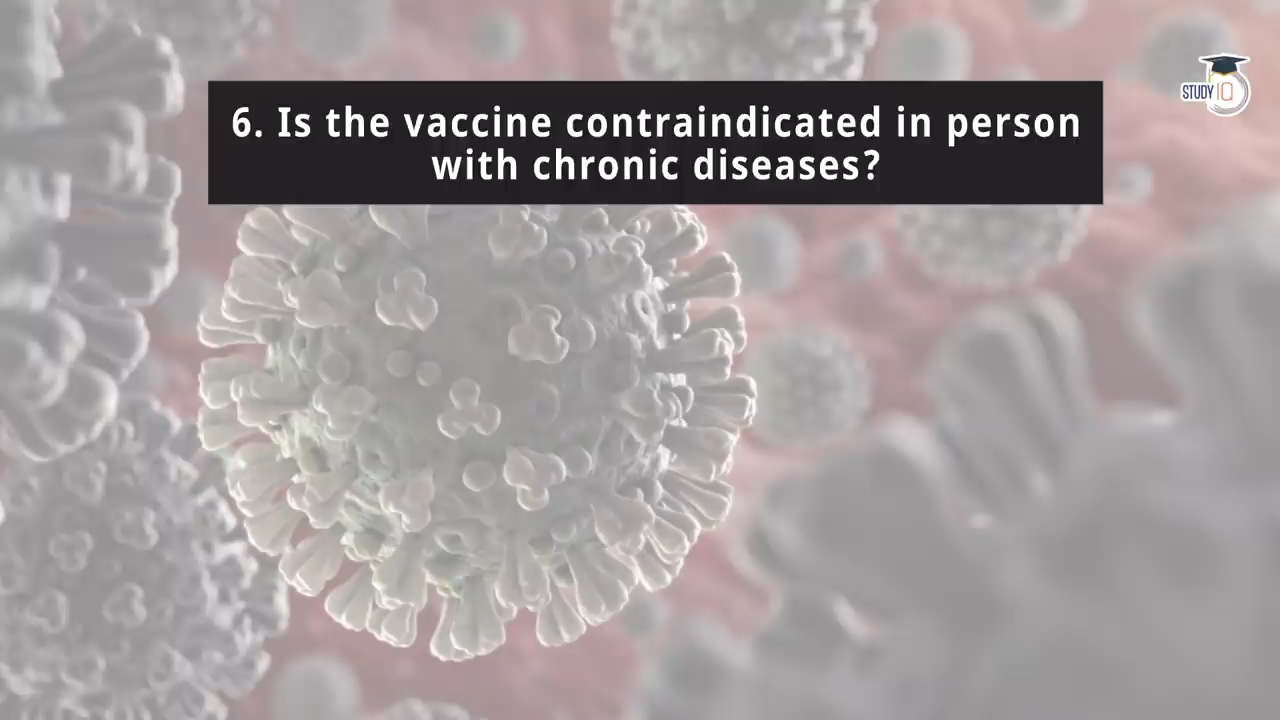 6. Is the vaccine contraindicated in person
with chronic diseases?
STUDY IQ